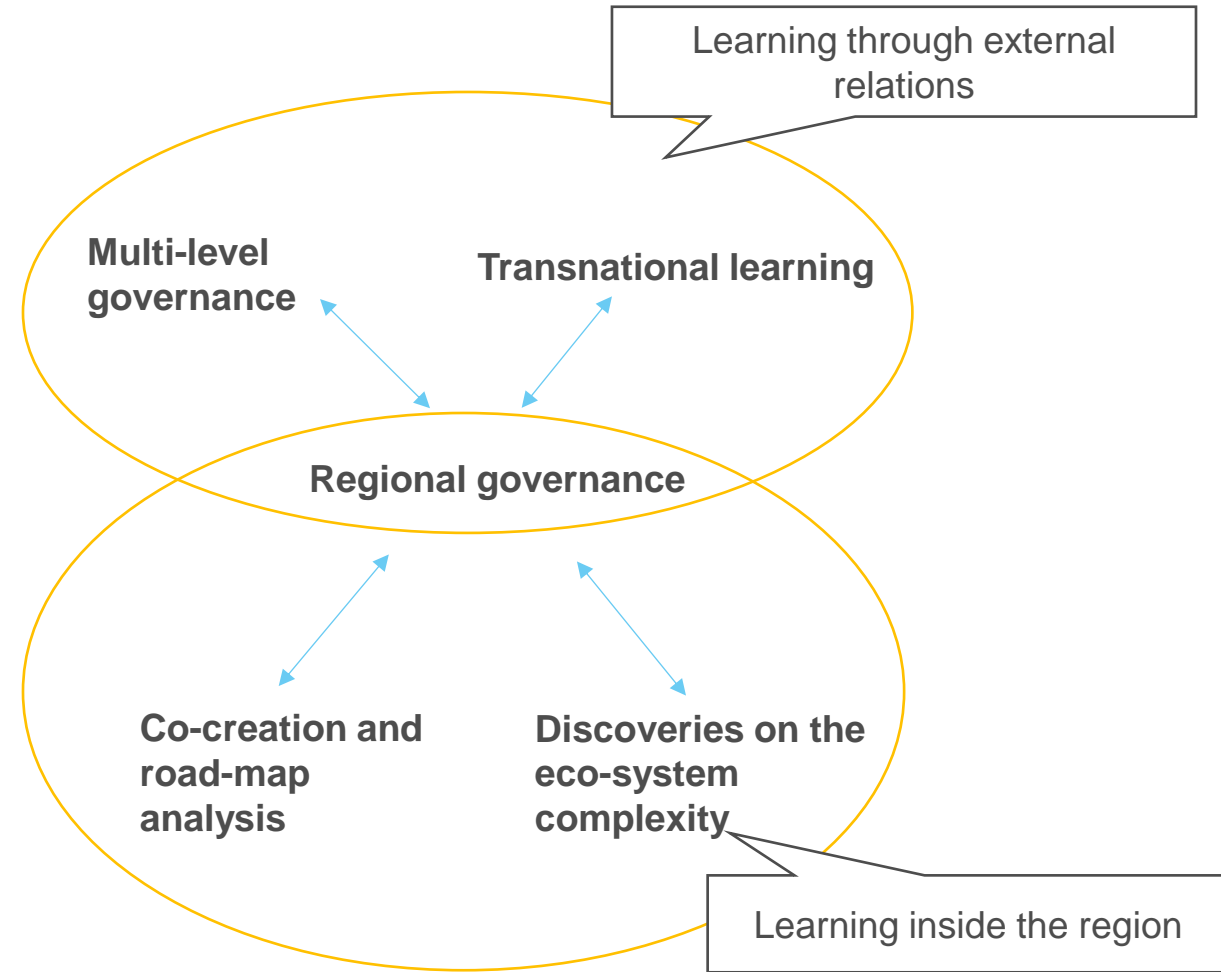 Learning through external
relations
Multi-level
governance
Transnational learning
Regional governance
Co-creation and
road-map
analysis
Discoveries on the
eco-system
complexity
Learning inside the region